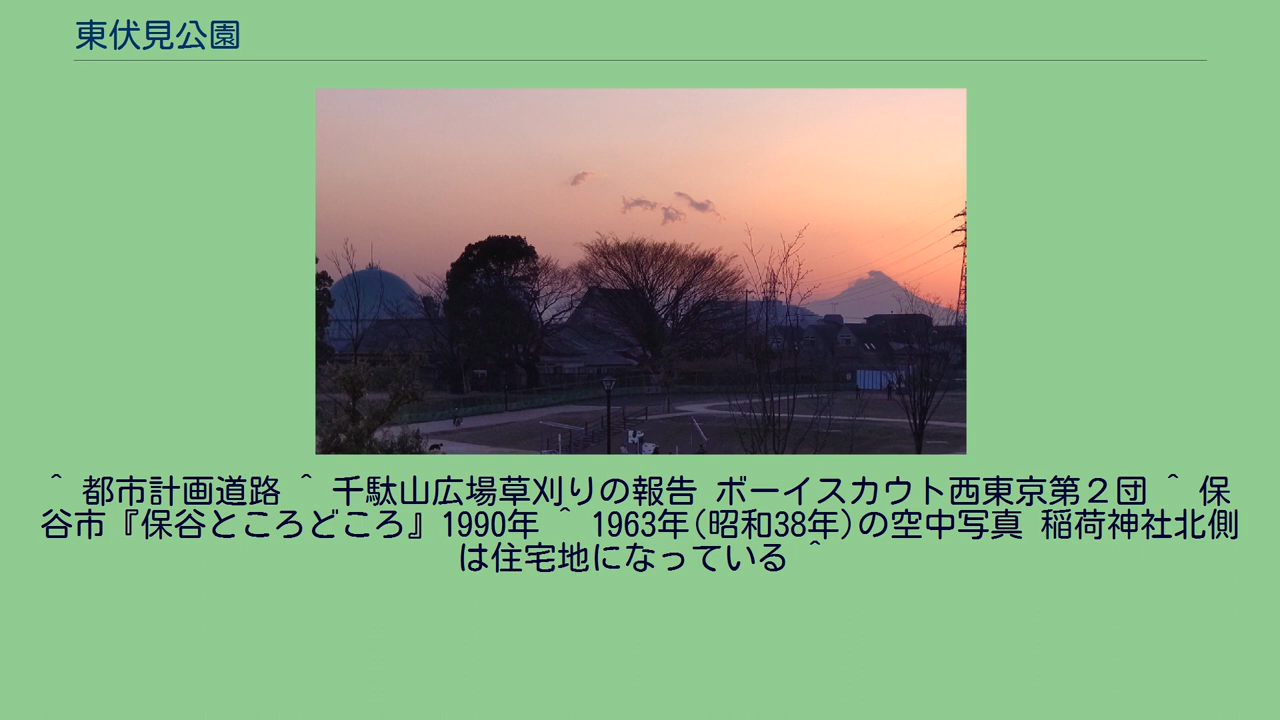 東伏見公園
^ 都市計画道路 ^ 千駄山広場草刈りの報告 ボーイスカウト西東京第２団 ^ 保
谷市『保谷ところどころ』1990年 ^ 1963年(昭和38年)の空中写真 稲荷神社北側
は住宅地になっている ^